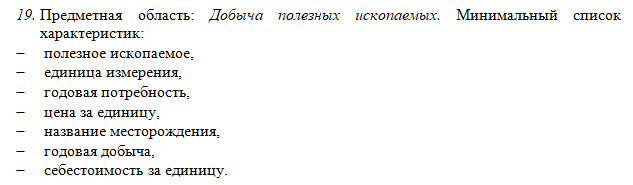 19. Предметная область: Добыча полезных ископаемых. Минимальный список
характеристик:
– полезное ископаемое,
– единица измерения,
– годовая потребность,
– цена за единицу,
– название месторождения,
– годовая добыча,
– себестоимость за единицу.